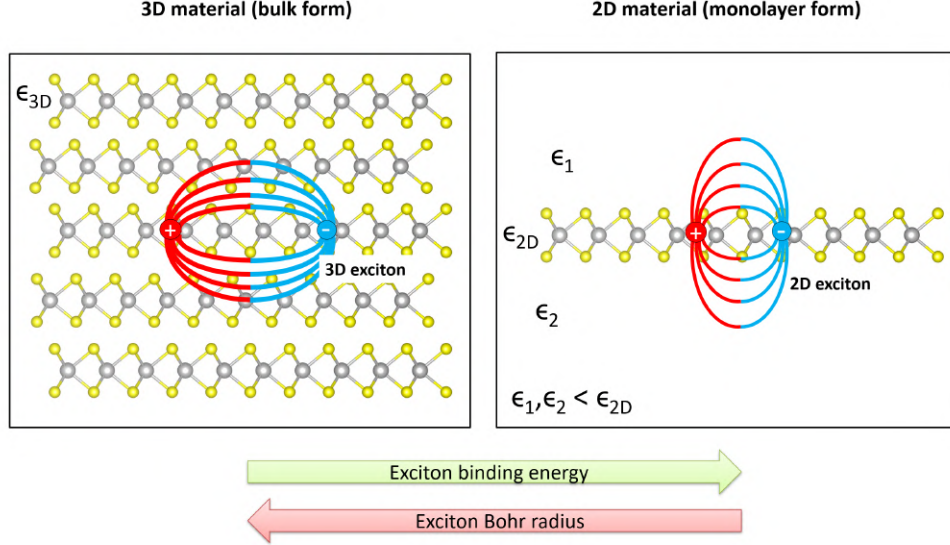 3D material (bulk form)
2D material (monolayer form)
ϵ3D
+
-
3D exciton
ϵ1
ϵ2D
+
-
2D exciton
ϵ2
ϵ1,ϵ2 < ϵ2D
Exciton binding energy
Exciton Bohr radius